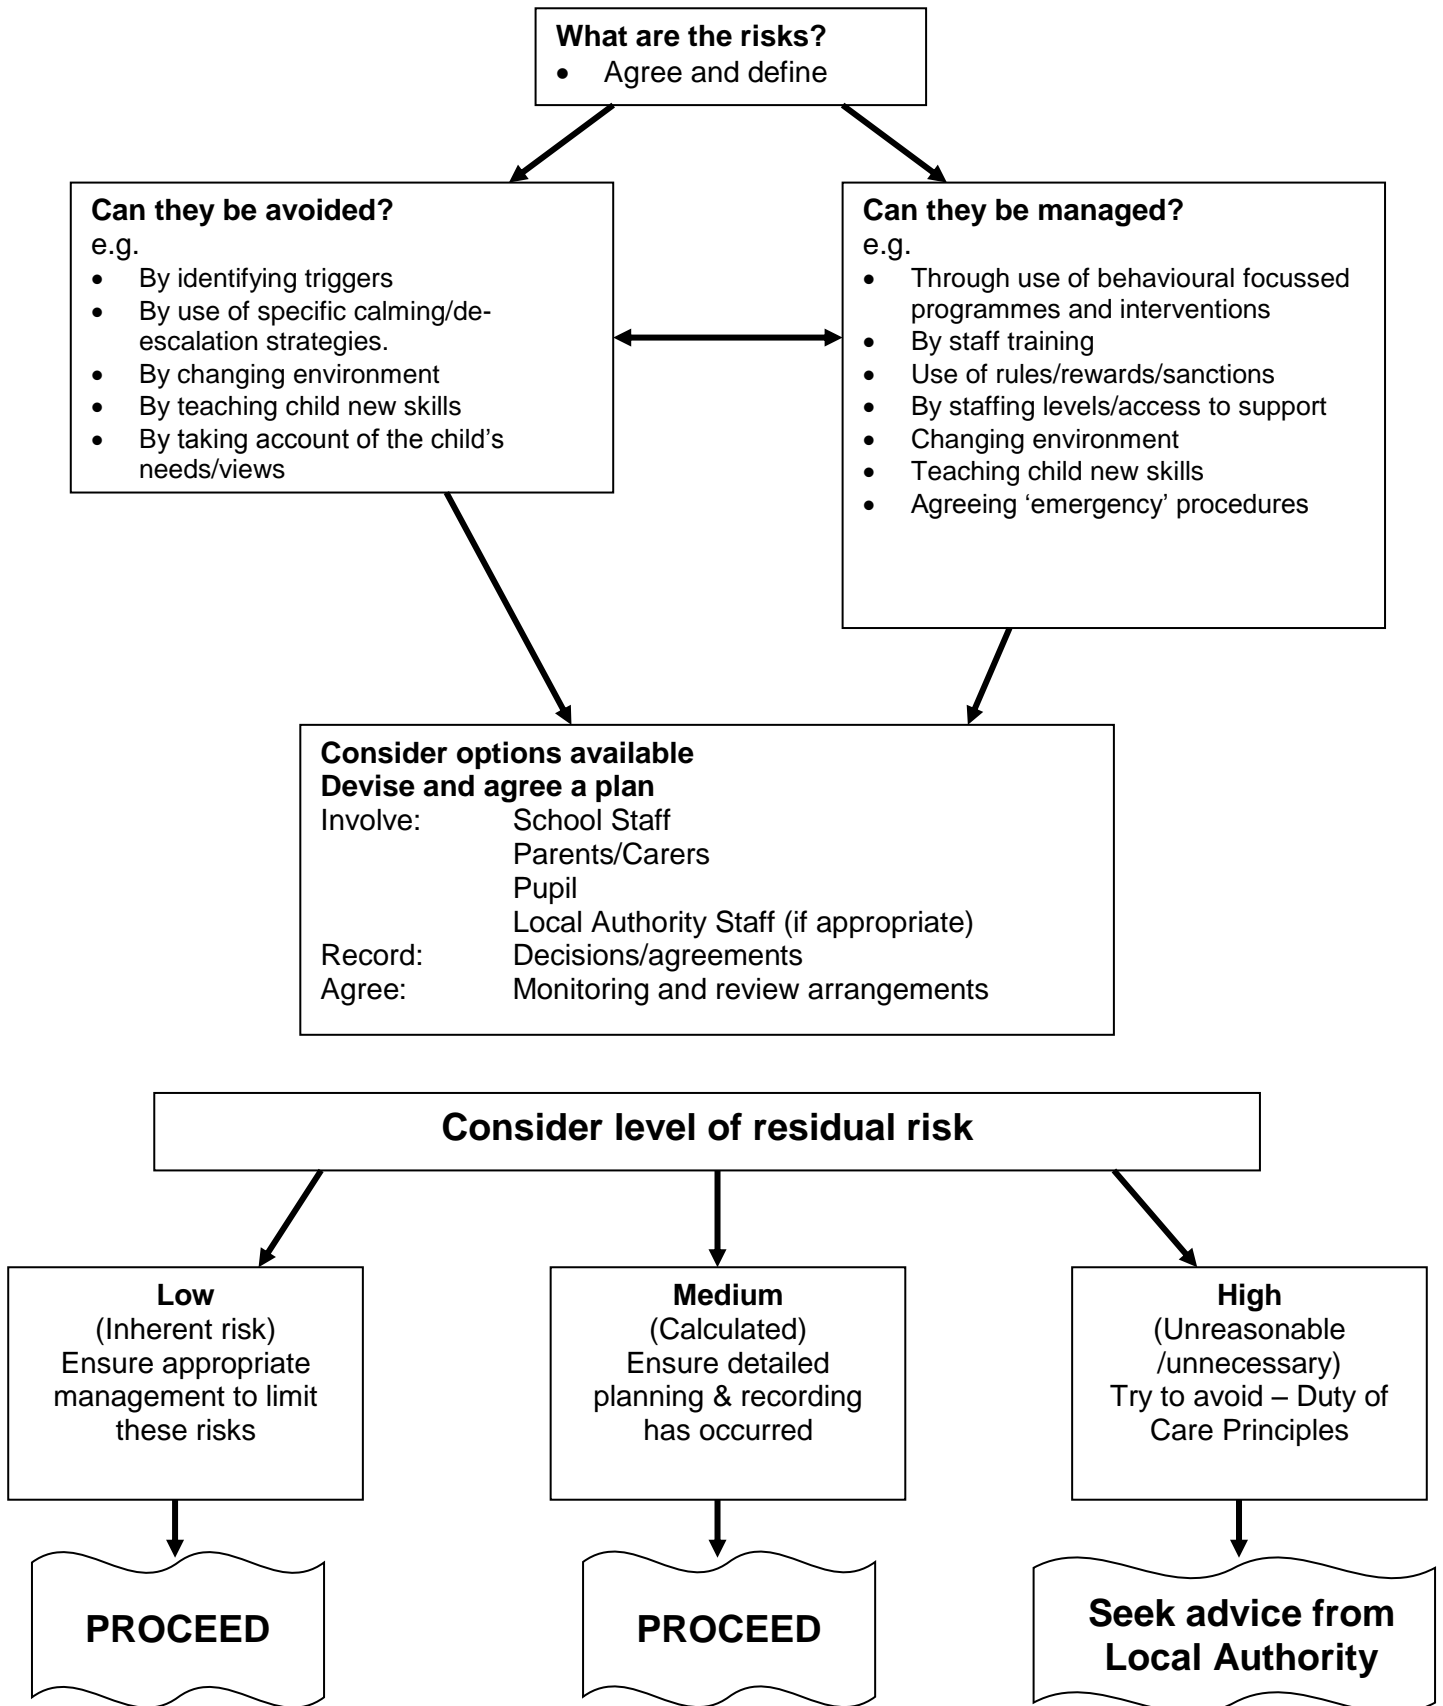 What are the risks?
• Agree and define
Can they be avoided?
e.g.
• By identifying triggers
• By use of specific calming/de-
escalation strategies.
• By changing environment
• By teaching child new skills
• By taking account of the child's
needs/views
Can they be managed?
e.g.
• Through use of behavioural focussed
programmes and interventions
• By staff training
• Use of rules/rewards/sanctions
• By staffing levels/access to support
• Changing environment
• Teaching child new skills
• Agreeing ‘emergency’ procedures
Consider options available
Devise and agree a plan
Involve: School Staff
Parents/Carers
Pupil
Local Authority Staff (if appropriate)
Record: Decisions/agreements
Agree: Monitoring and review arrangements
Consider level of residual risk
Low
(Inherent risk)
Ensure appropriate
management to limit
these risks
Medium
(Calculated)
Ensure detailed
planning & recording
has occurred
High
(Unreasonable
/unnecessary)
Try to avoid – Duty of
Care Principles
PROCEED
PROCEED
Seek advice from
Local Authority